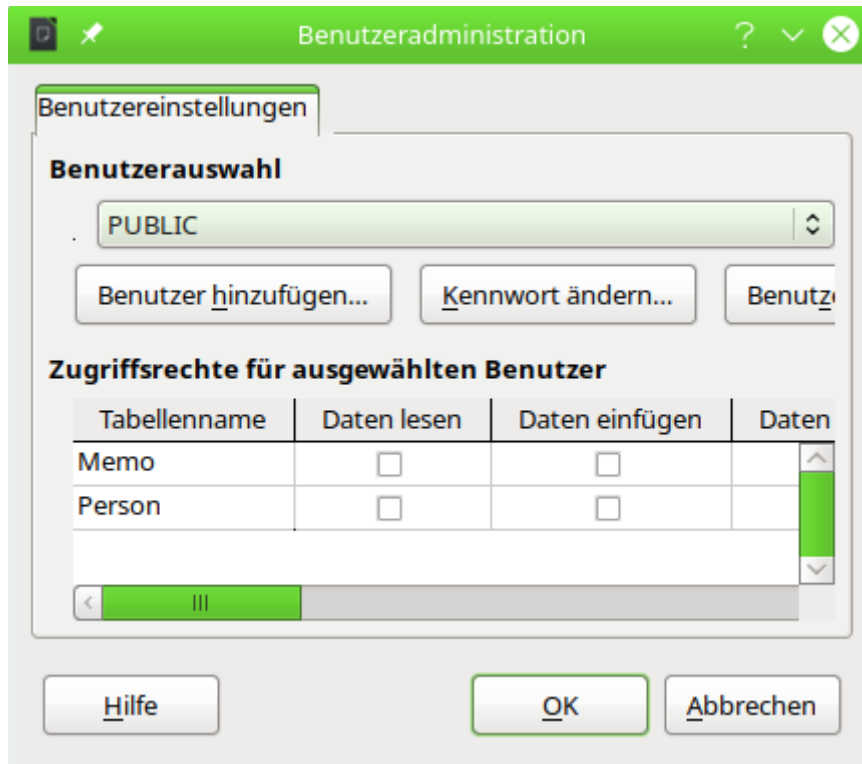 Benutzeradministration
Benutzereinstellungen
Benutzerauswahl
PUBLIC
Benutzer hinzufügen... Kennwort ändern... Benutze
Zugriffsrechte für ausgewählten Benutzer
Tabellenname Daten lesen Daten einfügen Daten
Memo
Person
Hilfe OK Abbrechen